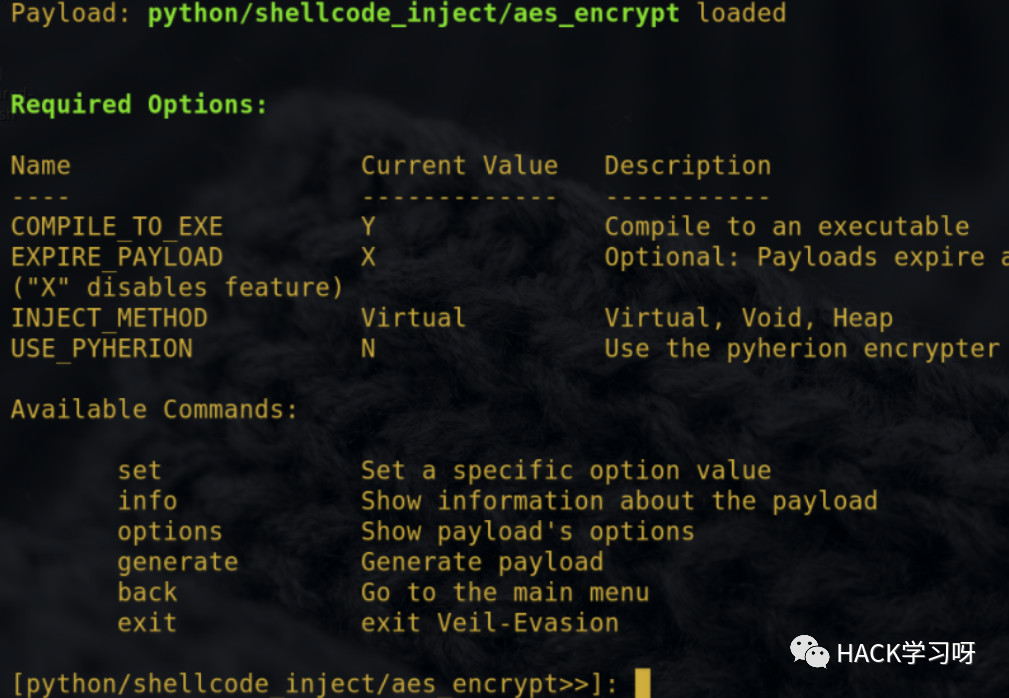 Payload: python/shellcode_inject/aes_encrypt loaded
Required Options:
Name Current Value Description
---- ------------- -----------
COMPILE_TO_EXE Y Compile to an executable
EXPIRE_PAYLOAD X Optional: Payloads expire
("X" disables feature)
INJECT_METHOD Virtual Virtual, Void, Heap
USE_PYHERION N Use the pyherion encrypter
Available Commands:
set Set a specific option value
info Show information about the payload
options Show payload's options
generate Generate payload
back Go to the main menu
exit exit Veil-Evasion
[python/shellcode_inject/aes_encrypt>>]:
HACK学习呀